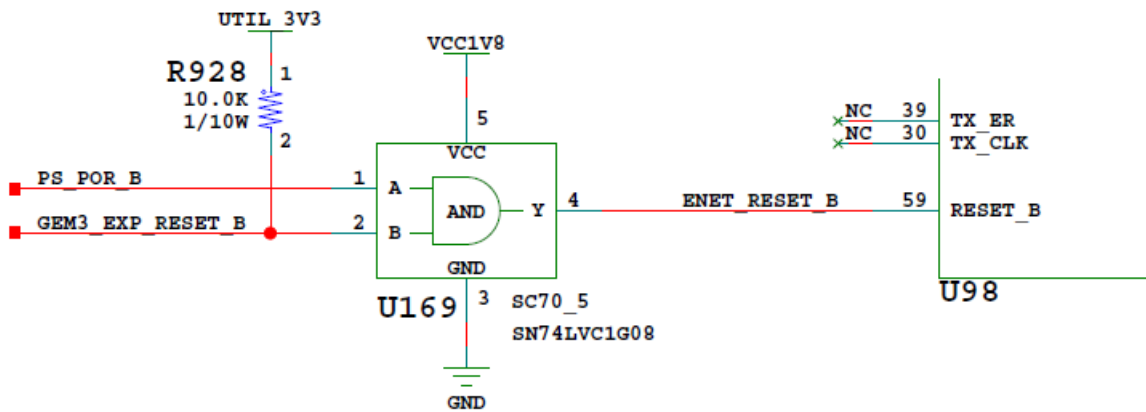 UTIL_3V3
VCC1V8
R928
1
10.0K
1/10W
2
5
VCC
NC
39
TX_ER
NC
30
TX_CLK
PS_POR_B
1
A
AND
Y
4
ENET_RESET_B
59
RESET_B
GEM3_EXP_RESET_B
2
B
GND
U169
3
SC70_5
SN74LVC1G08
U98
GND